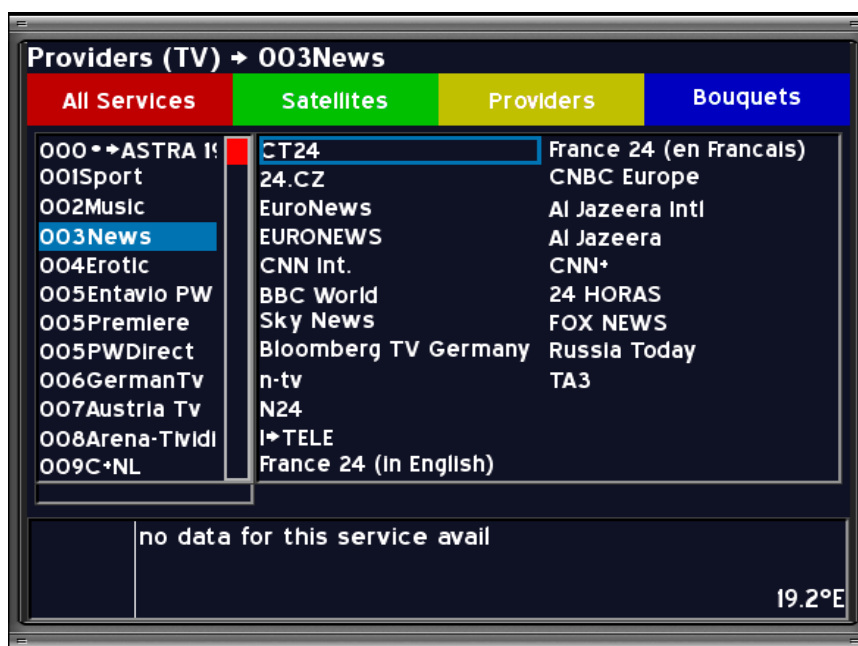 Providers (TV) ➔ 003News
All Services
Satellites
Providers
Bouquets
000•➔ASTRA 19
001Sport
002Music
003News
004Erotic
005Entavio PW
005Premiere
005PWDirect
006GermanTv
007Austria Tv
008Arena-Tividi
009C+NL
CT24
24.CZ
EuroNews
EURONEWS
CNN Int.
BBC World
Sky News
Bloomberg TV Germany
n-tv
N24
I➔TELE
France 24 (in English)
France 24 (en Francais)
CNBC Europe
Al Jazeera Intl
Al Jazeera
CNN+
24 HORAS
FOX NEWS
Russia Today
TA3
no data for this service avail
19.2°E